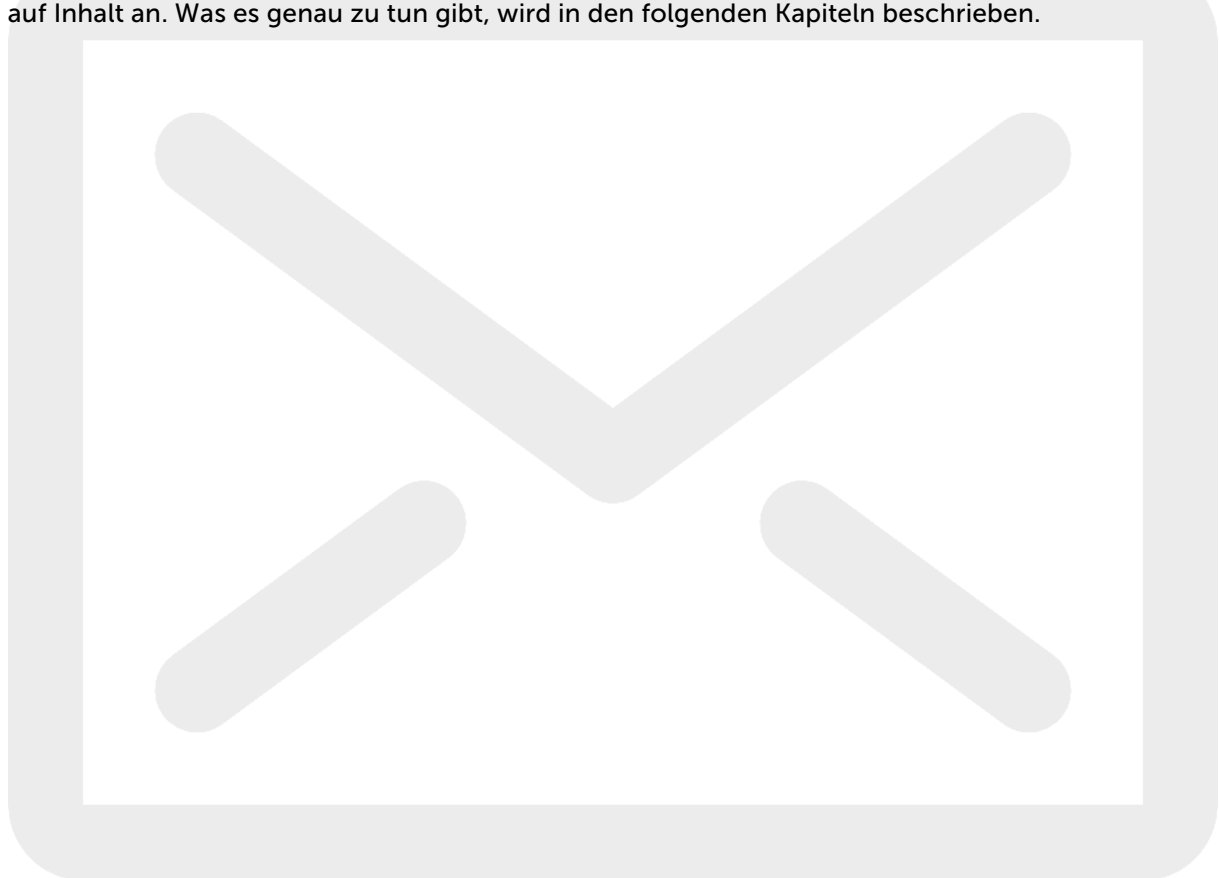 auf Inhalt an. Was es genau zu tun gibt, wird in den folgenden Kapiteln beschrieben.